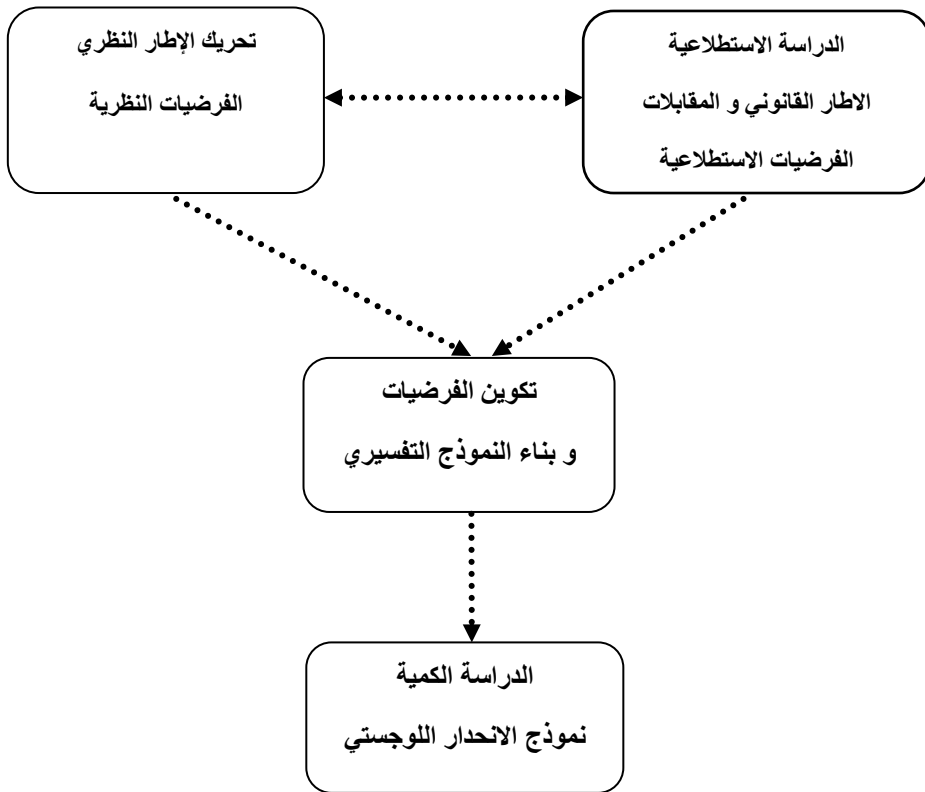 الدراسة الاستطلاعية
الاطار القانوني و المقابلات
الفرضيات الاستطلاعية
تحريك الإطار النظري
الفرضيات النظرية
تكوين الفرضيات
و بناء النموذج التفسيري
الدراسة الكمية
نموذج الانحدار اللوجستي